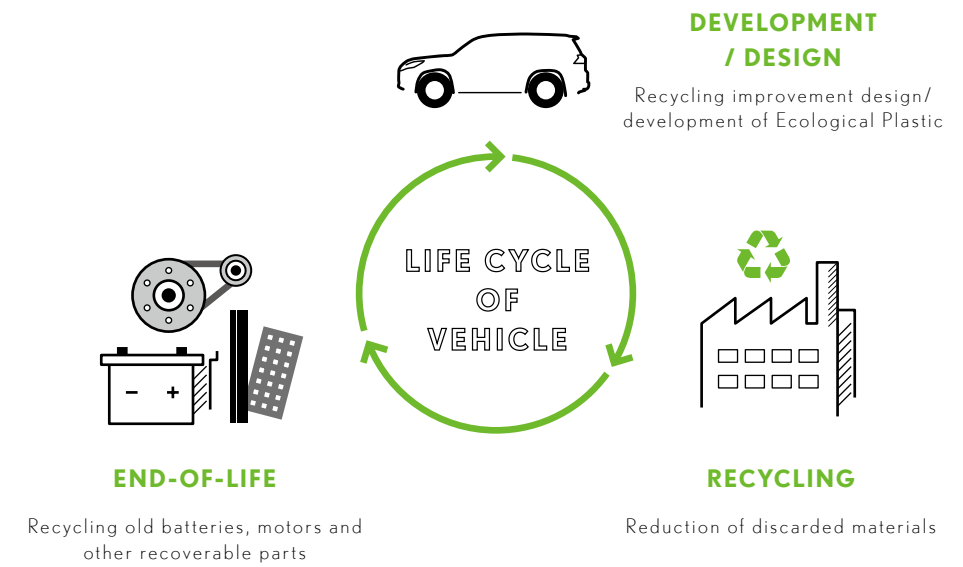 DEVELOPMENT
/ DESIGN
Recycling improvement design/
development of Ecological Plastic
LIFE CYCLE
OF
VEHICLE
END-OF-LIFE
Recycling old batteries, motors and
other recoverable parts
RECYCLING
Reduction of discarded materials